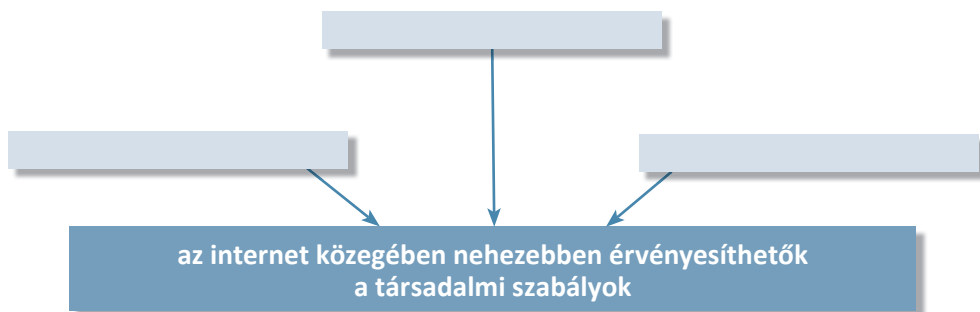 az internet közegében nehezebben érvényesíthetők
a társadalmi szabályok